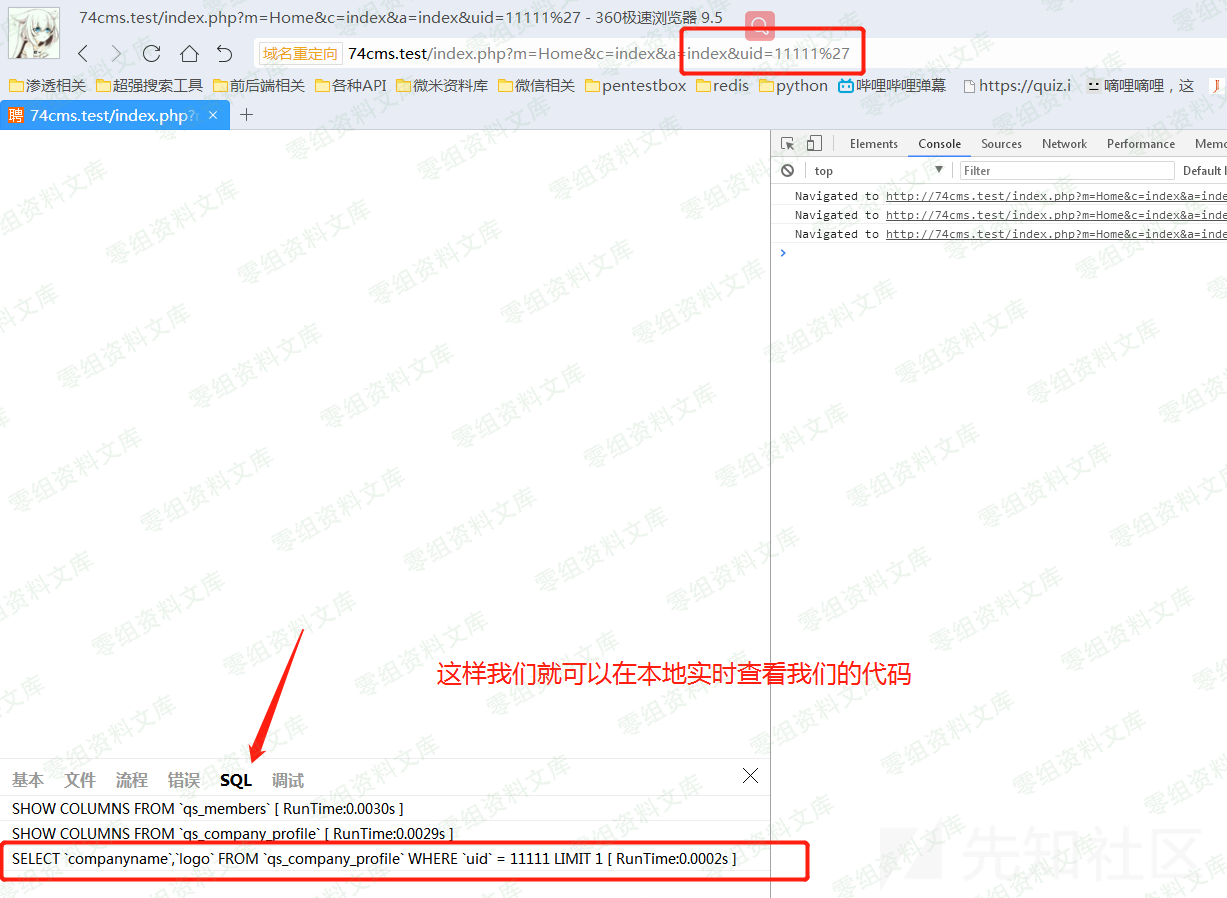 74cms.test/index.php?m=Home&c=index&a=index&uid=11111%27 - 360极速浏览器 9.5
域名重定向 74cms.test/index.php?m=Home&c=index&a=index&uid=11111%27
渗透相关 超强搜索工具 前后端相关 各种API 微米资料库 微信相关 pentestbox redis python 哔哩哔哩弹幕 https://quiz.i 嘀哩嘀哩，这
聘 74cms.test/index.php?
Elements Console Sources Network Performance Memo
top Filter Default l
Navigated to http://74cms.test/index.php?m=Home&c=index&a=inde
Navigated to http://74cms.test/index.php?m=Home&c=index&a=inde
Navigated to http://74cms.test/index.php?m=Home&c=index&a=inde
这样我们就可以在本地实时查看我们的代码
基本 文件 流程 错误 SQL 调试
SHOW COLUMNS FROM `qs_members` [ RunTime:0.0030s ]
SHOW COLUMNS FROM `qs_company_profile` [ RunTime:0.0029s ]
SELECT `companyname`,`logo` FROM `qs_company_profile` WHERE `uid` = 11111 LIMIT 1 [ RunTime:0.0002s ]
零组资料文库
先知社区